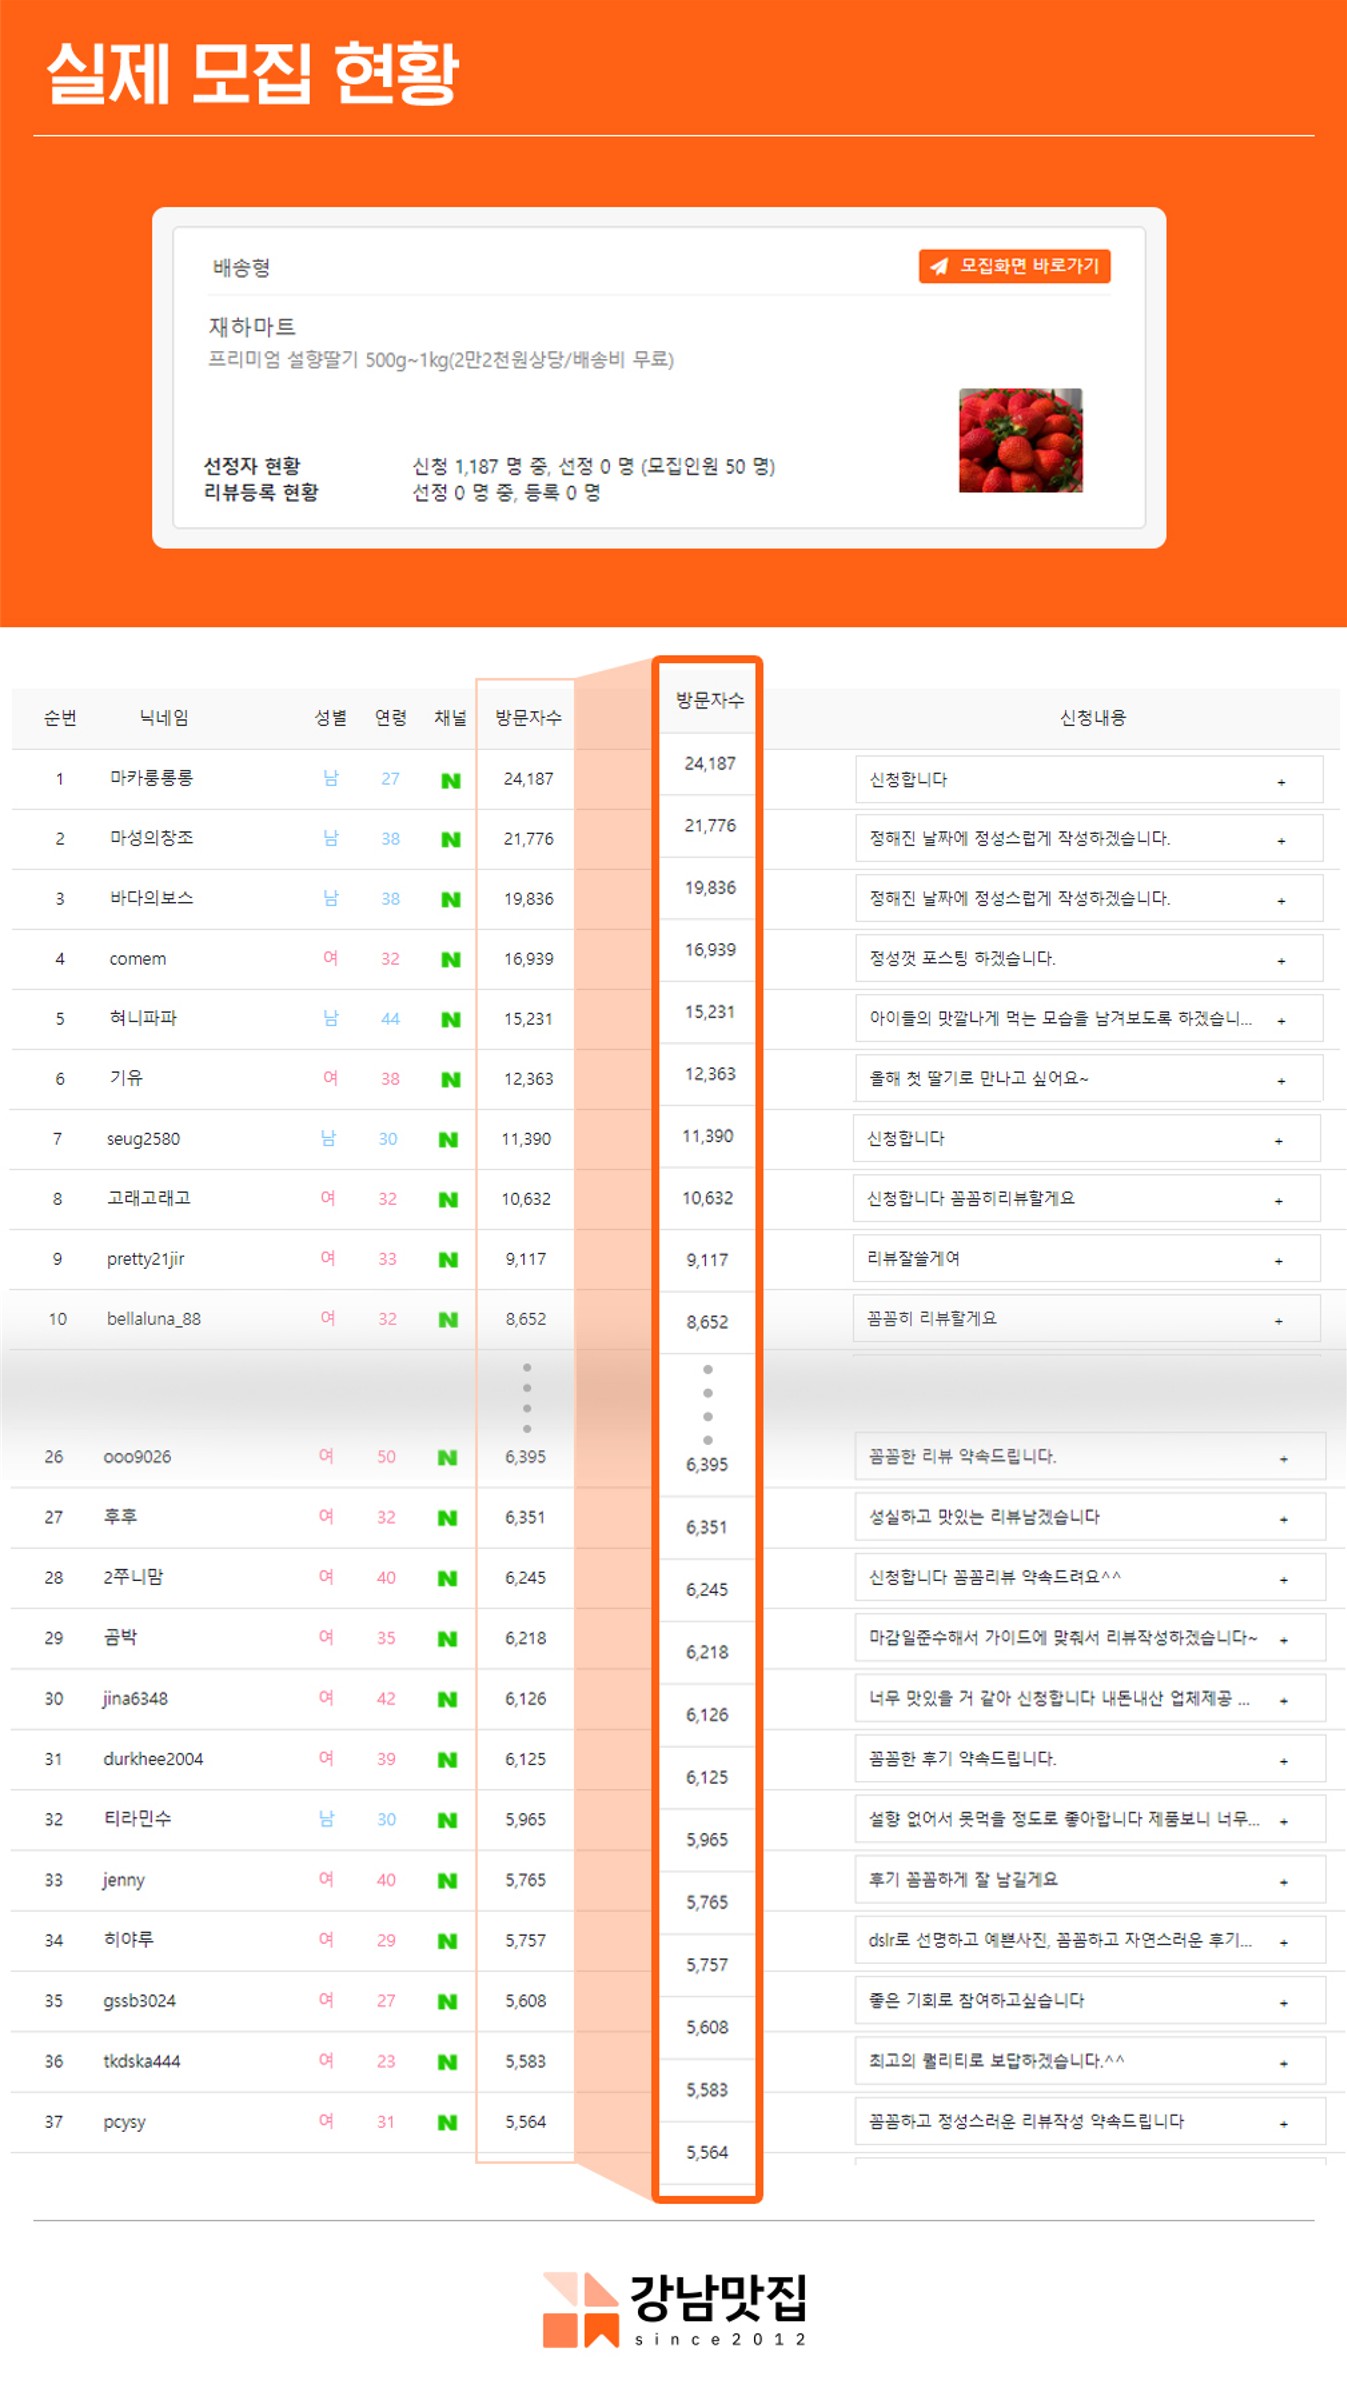 실제 모집 현황
배송형
모집화면 바로가기
재하마트
프리미엄 설향딸기 500g~1kg(2만2천원상당/배송비 무료)
선정자 현황 신청 1,187 명 중, 선정 0 명 (모집인원 50 명)
리뷰등록 현황 선정 0 명 중, 등록 0 명
순번 닉네임 성별 연령 채널 방문자수 방문자수 신청내용
1 마카롱롱롱 남 27 N 24,187 24,187 신청합니다 +
2 마성의창조 남 38 N 21,776 21,776 정해진 날짜에 정성스럽게 작성하겠습니다. +
3 바다의보스 남 38 N 19,836 19,836 정해진 날짜에 정성스럽게 작성하겠습니다. +
4 comem 여 32 N 16,939 16,939 정성껏 포스팅 하겠습니다. +
5 혀니파파 남 44 N 15,231 15,231 아이들의 맛깔나게 먹는 모습을 남겨보도록 하겠습니... +
6 기유 여 38 N 12,363 12,363 올해 첫 딸기로 만나고 싶어요~ +
7 seug2580 남 30 N 11,390 11,390 신청합니다 +
8 고래고래고 여 32 N 10,632 10,632 신청합니다 꼼꼼히리뷰할게요 +
9 pretty21jir 여 33 N 9,117 9,117 리뷰잘쓸게여 +
10 bellaluna_88 여 32 N 8,652 8,652 꼼꼼히 리뷰할게요 +
26 ooo9026 여 50 N 6,395 6,395 꼼꼼한 리뷰 약속드립니다. +
27 후후 여 32 N 6,351 6,351 성실하고 맛있는 리뷰남겠습니다 +
28 2쭈니맘 여 40 N 6,245 6,245 신청합니다 꼼꼼리뷰 약속드려요^^ +
29 곰박 여 35 N 6,218 6,218 마감일준수해서 가이드에 맞춰서 리뷰작성하겠습니다~ +
30 jina6348 여 42 N 6,126 6,126 너무 맛있을 거 같아 신청합니다 내돈내산 업체제공 ... +
31 durkhee2004 여 39 N 6,125 6,125 꼼꼼한 후기 약속드립니다. +
32 티라민수 남 30 N 5,965 5,965 설향 없어서 못먹을 정도로 좋아합니다 제품보니 너무... +
33 jenny 여 40 N 5,765 5,765 후기 꼼꼼하게 잘 남길게요 +
34 히야루 여 29 N 5,757 5,757 dslr로 선명하고 예쁜사진, 꼼꼼하고 자연스러운 후기... +
35 gssb3024 여 27 N 5,608 5,608 좋은 기회로 참여하고싶습니다 +
36 tkdska444 여 23 N 5,583 5,583 최고의 퀄리티로 보답하겠습니다.^^ +
37 pcysy 여 31 N 5,564 5,564 꼼꼼하고 정성스러운 리뷰작성 약속드립니다 +
강남맛집
since2012